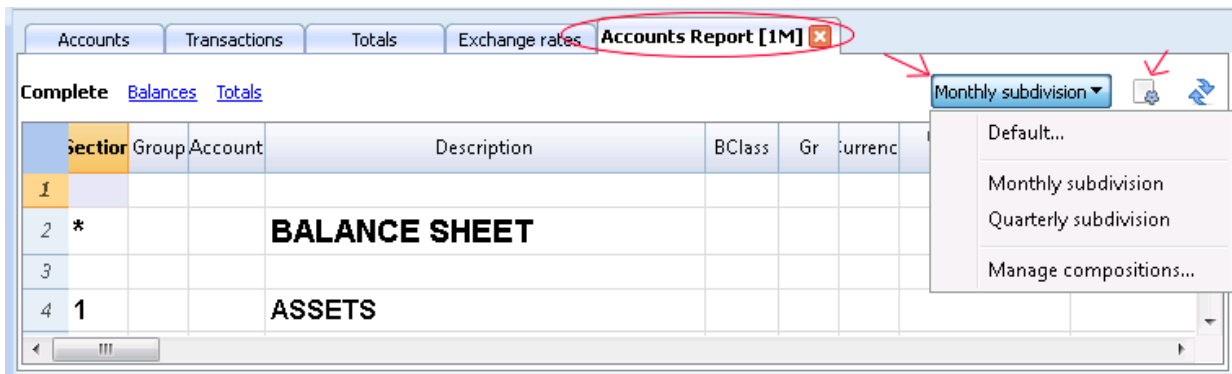 Accounts Transactions Totals Exchange rates Accounts Report [1M]
Complete Balances Totals Monthly subdivision
Section Group Account Description BClass Gr Currenc
Default...
1
Monthly subdivision
2 * BALANCE SHEET
Quarterly subdivision
3
Manage compositions...
4 1 ASSETS